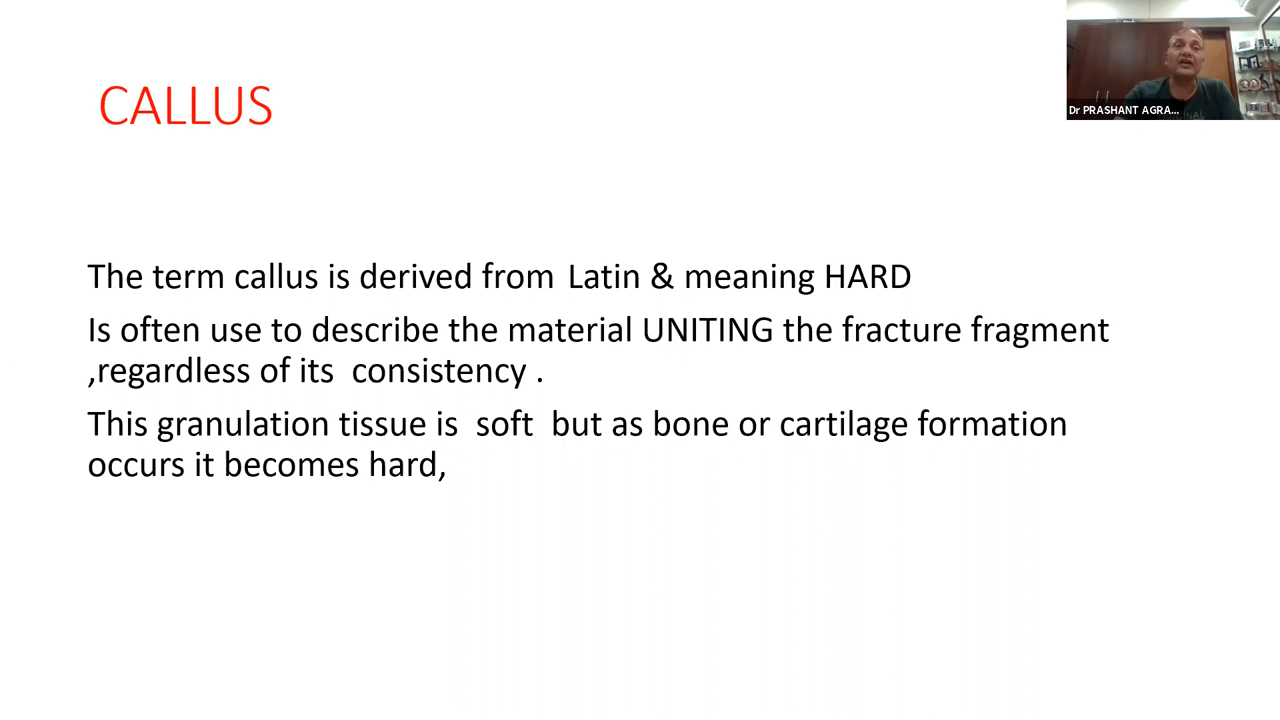 CALLUS
Dr PRASHANT AGRA...
The term callus is derived from Latin & meaning HARD
Is often use to describe the material UNITING the fracture fragment
,regardless of its consistency .
This granulation tissue is soft but as bone or cartilage formation
occurs it becomes hard,